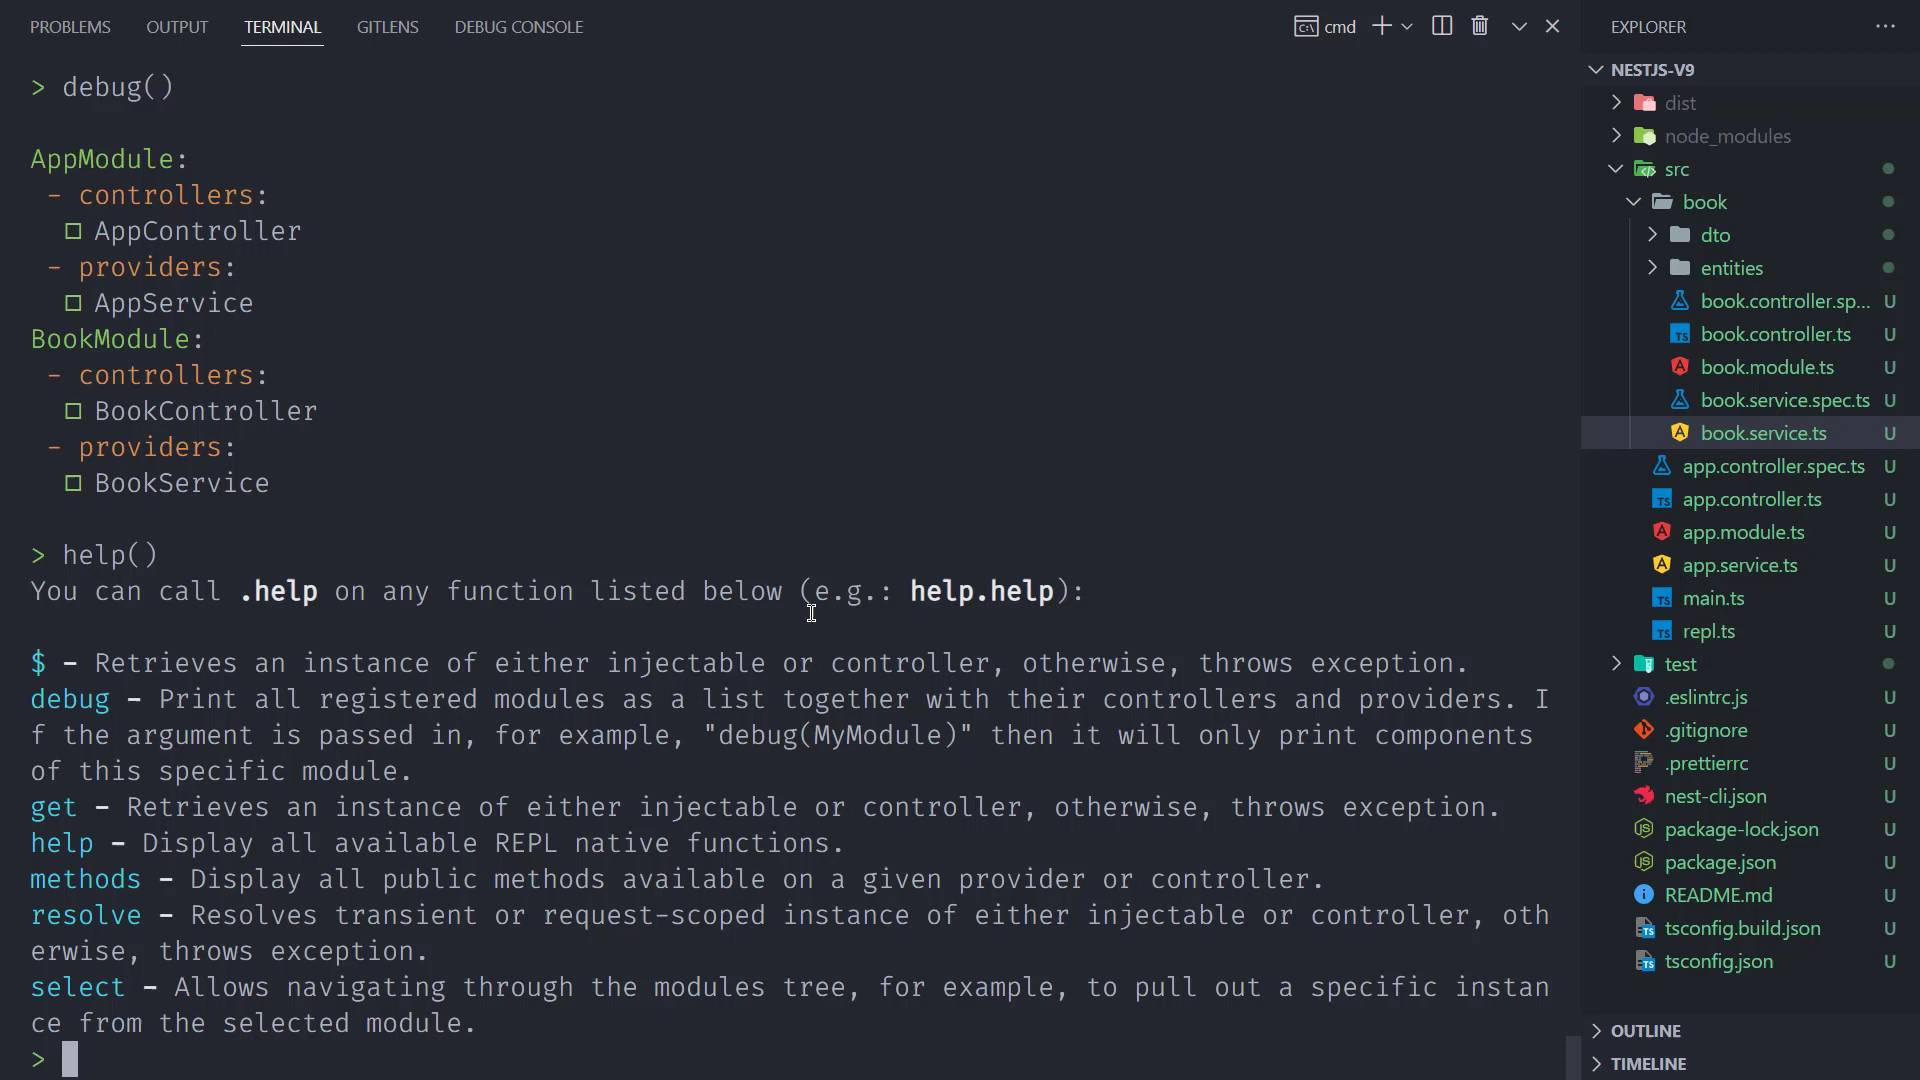 PROBLEMS OUTPUT TERMINAL GITLENS DEBUG CONSOLE
cmd
> debug()
AppModule:
- controllers:
AppController
- providers:
AppService
BookModule:
- controllers:
BookController
- providers:
BookService
> help()
You can call .help on any function listed below (e.g.: help.help):
$ - Retrieves an instance of either injectable or controller, otherwise, throws exception.
debug - Print all registered modules as a list together with their controllers and providers. I
f the argument is passed in, for example, "debug(MyModule)" then it will only print components
of this specific module.
get - Retrieves an instance of either injectable or controller, otherwise, throws exception.
help - Display all available REPL native functions.
methods - Display all public methods available on a given provider or controller.
resolve - Resolves transient or request-scoped instance of either injectable or controller, oth
erwise, throws exception.
select - Allows navigating through the modules tree, for example, to pull out a specific instan
ce from the selected module.
>
EXPLORER
NESTJS-V9
dist
node_modules
src
book
dto
entities
book.controller.sp... U
book.controller.ts U
book.module.ts U
book.service.spec.ts U
book.service.ts U
app.controller.spec.ts U
app.controller.ts U
app.module.ts U
app.service.ts U
main.ts U
repl.ts U
test
.eslintrc.js U
.gitignore U
.prettierrc U
nest-cli.json U
package-lock.json U
package.json U
README.md U
tsconfig.build.json U
tsconfig.json U
OUTLINE
TIMELINE